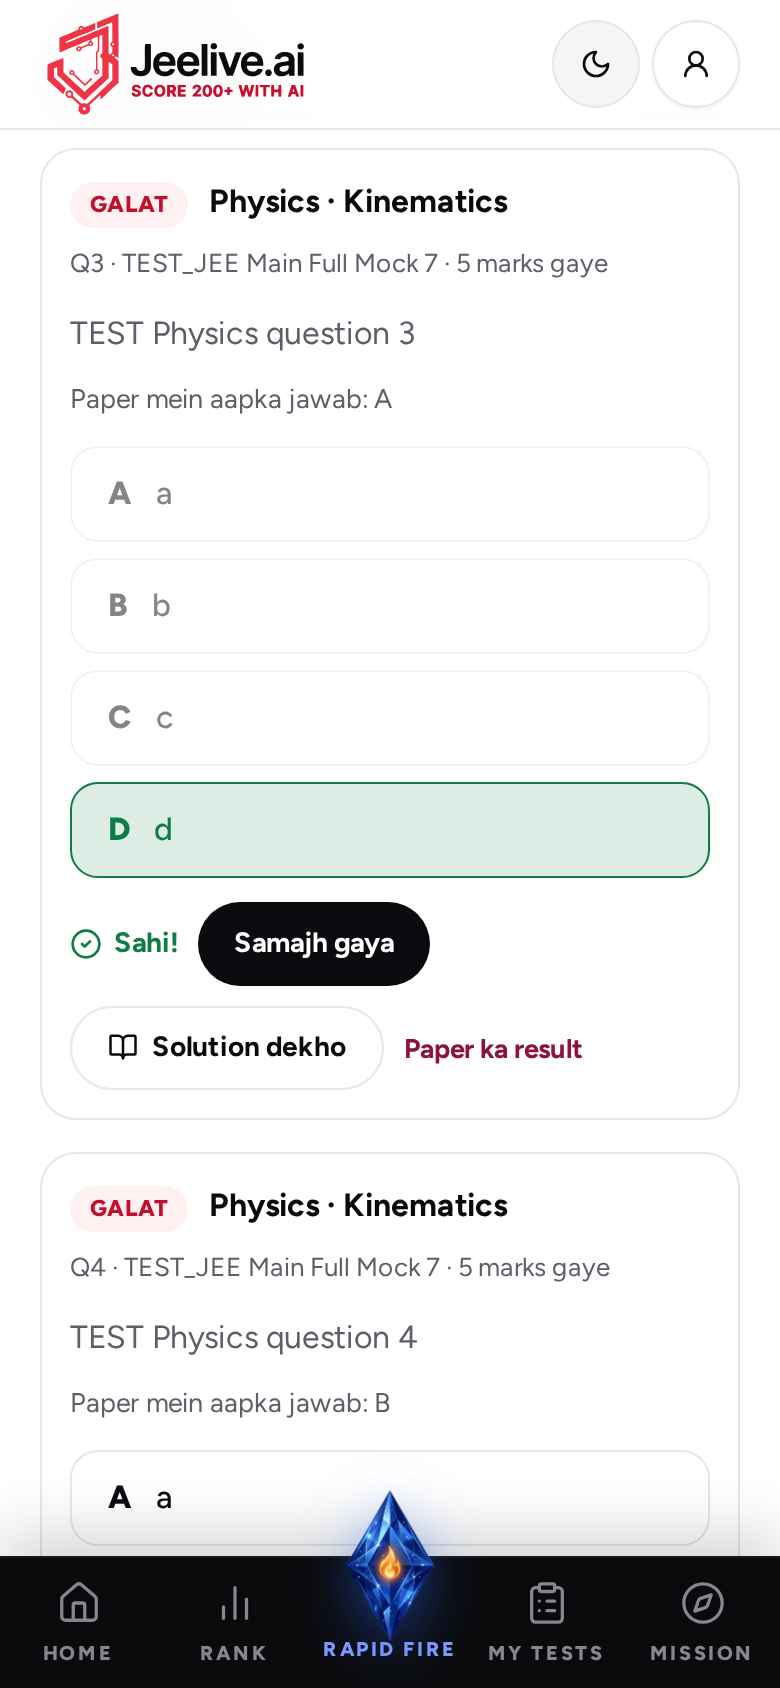 Jeelive.ai
SCORE 200+ WITH AI
GALAT Physics · Kinematics
Q3 · TEST_JEE Main Full Mock 7 · 5 marks gaye
TEST Physics question 3
Paper mein aapka jawab: A
A a
B b
C c
D d
Sahi! Samajh gaya
Solution dekho Paper ka result
GALAT Physics · Kinematics
Q4 · TEST_JEE Main Full Mock 7 · 5 marks gaye
TEST Physics question 4
Paper mein aapka jawab: B
A a
HOME RANK RAPID FIRE MY TESTS MISSION